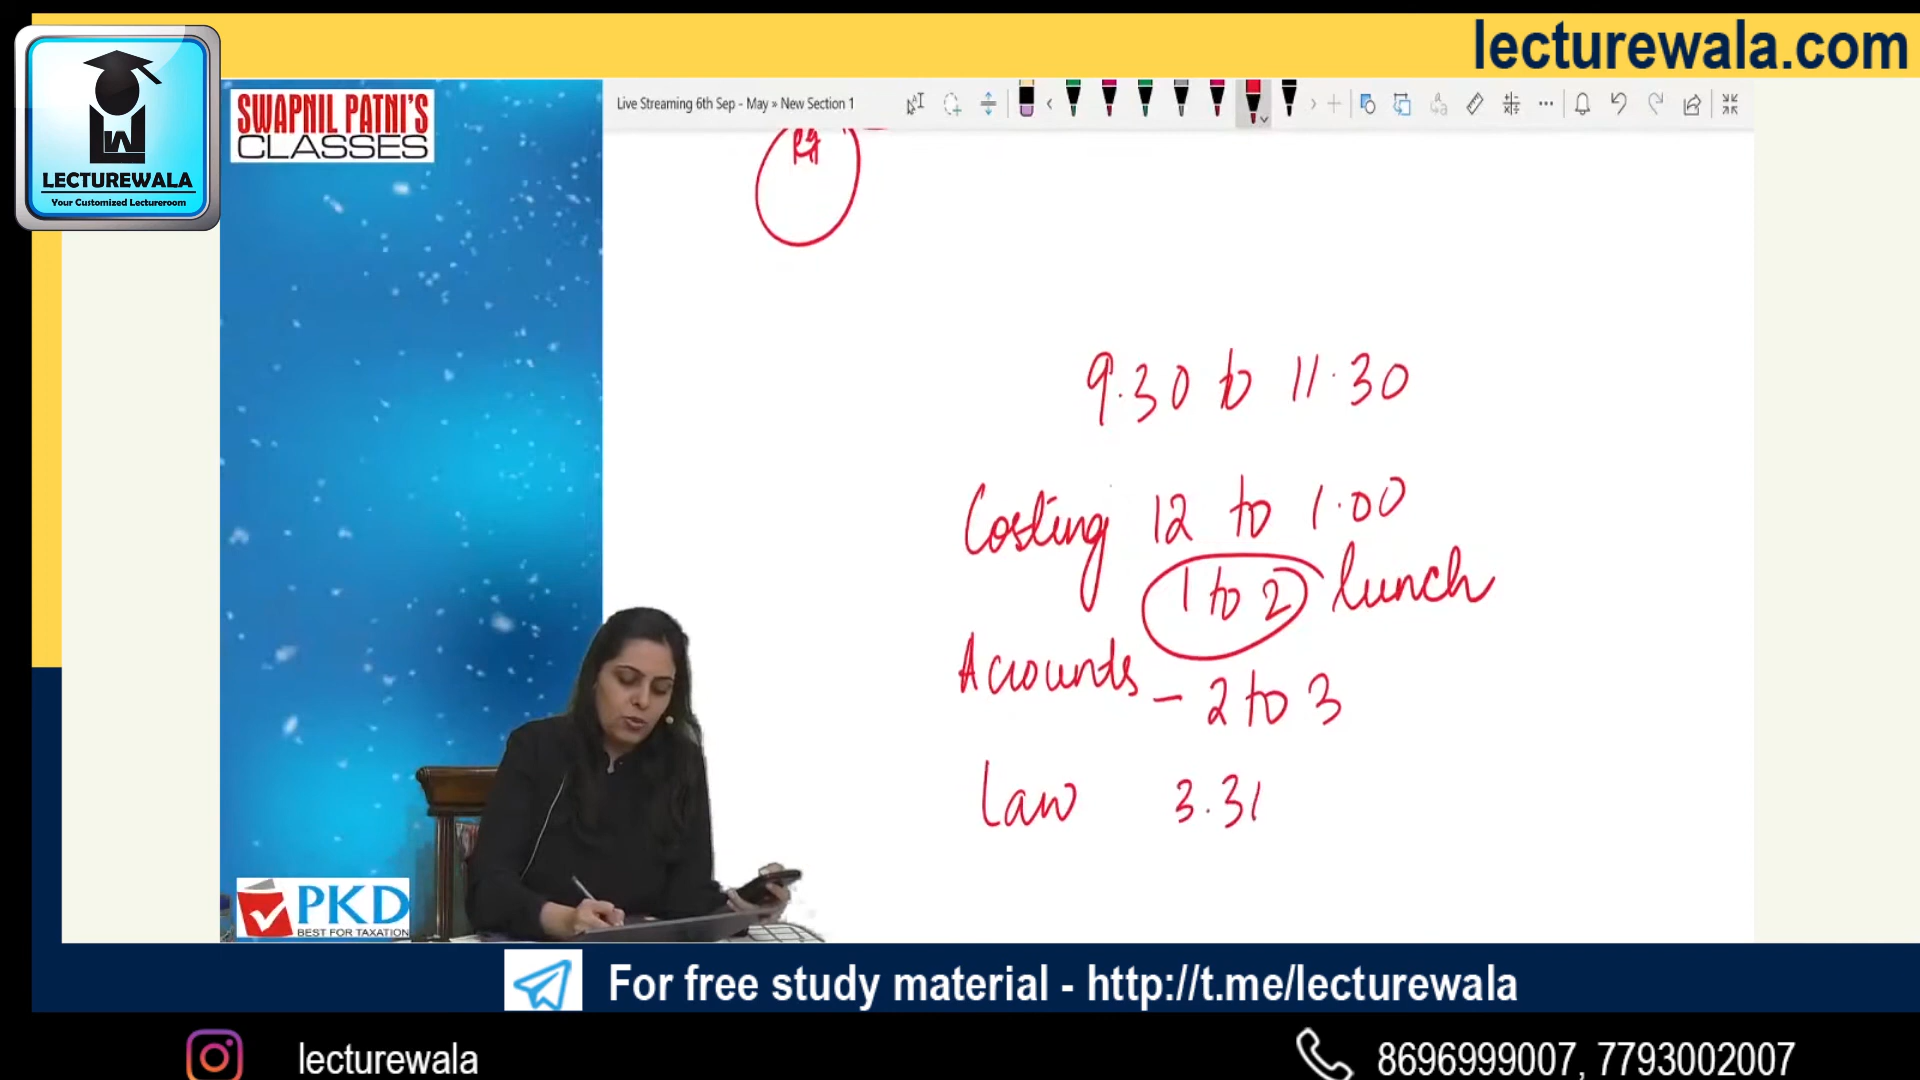 lecturewala.com
SWAPNIL PATNI'S
CLASSES
LECTUREWALA
Your Customized Lectureroom
Live Streaming 6th Sep - May » New Section 1
9.30 to 11.30
Costing 12 to 1.00
1 to 2 lunch
Accounts - 2 to 3
Law 3.3
PKD
BEST FOR TAXATION
For free study material - http://t.me/lecturewala
lecturewala
8696999007, 7793002007